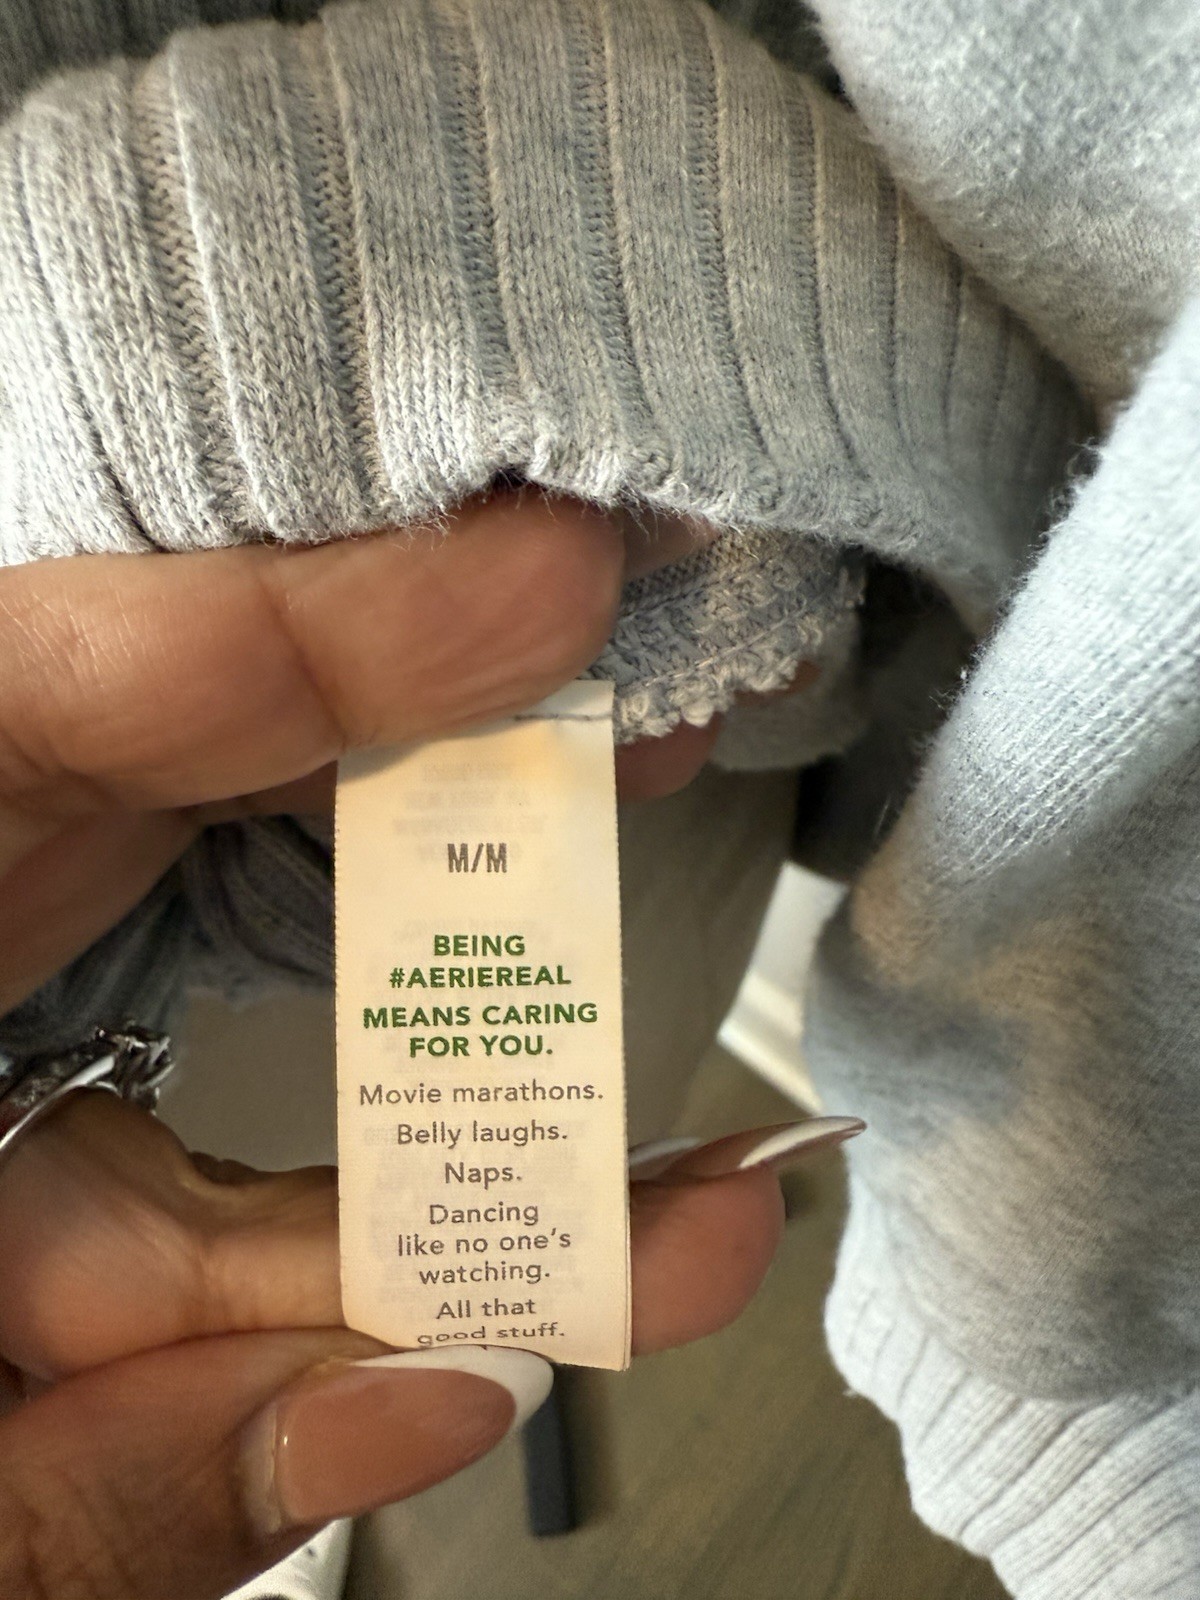 M/M
BEING
#AERIEREAL
MEANS CARING
FOR YOU.
Movie marathons.
Belly laughs.
Naps.
Dancing
like no one's
watching.
All that
good stuff.